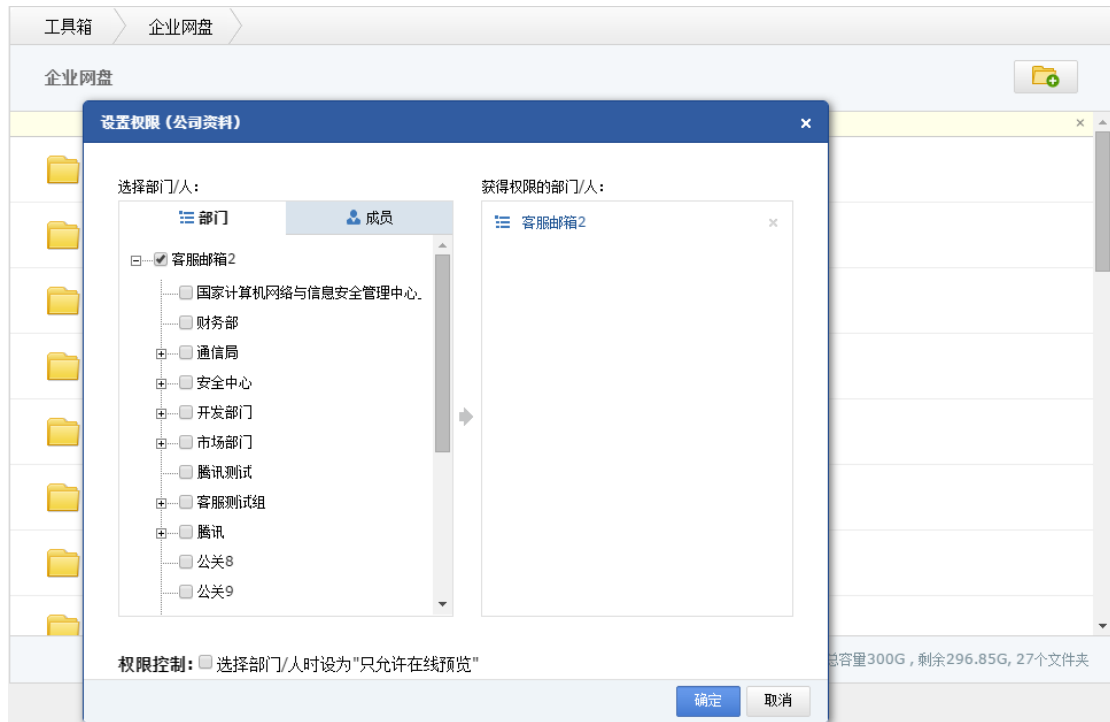 工具箱 企业网盘
企业网盘
设置权限（公司资料）
选择部门/人：
获得权限的部门/人：
部门 成员
客服邮箱2
客服邮箱2
国家计算机网络与信息安全管理中心
财务部
通信局
安全中心
开发部门
市场部门
腾讯测试
客服测试组
腾讯
公关8
公关9
权限控制：选择部门/人时设为"只允许在线预览"
总容量300G , 剩余296.85G, 27个文件夹
确定 取消